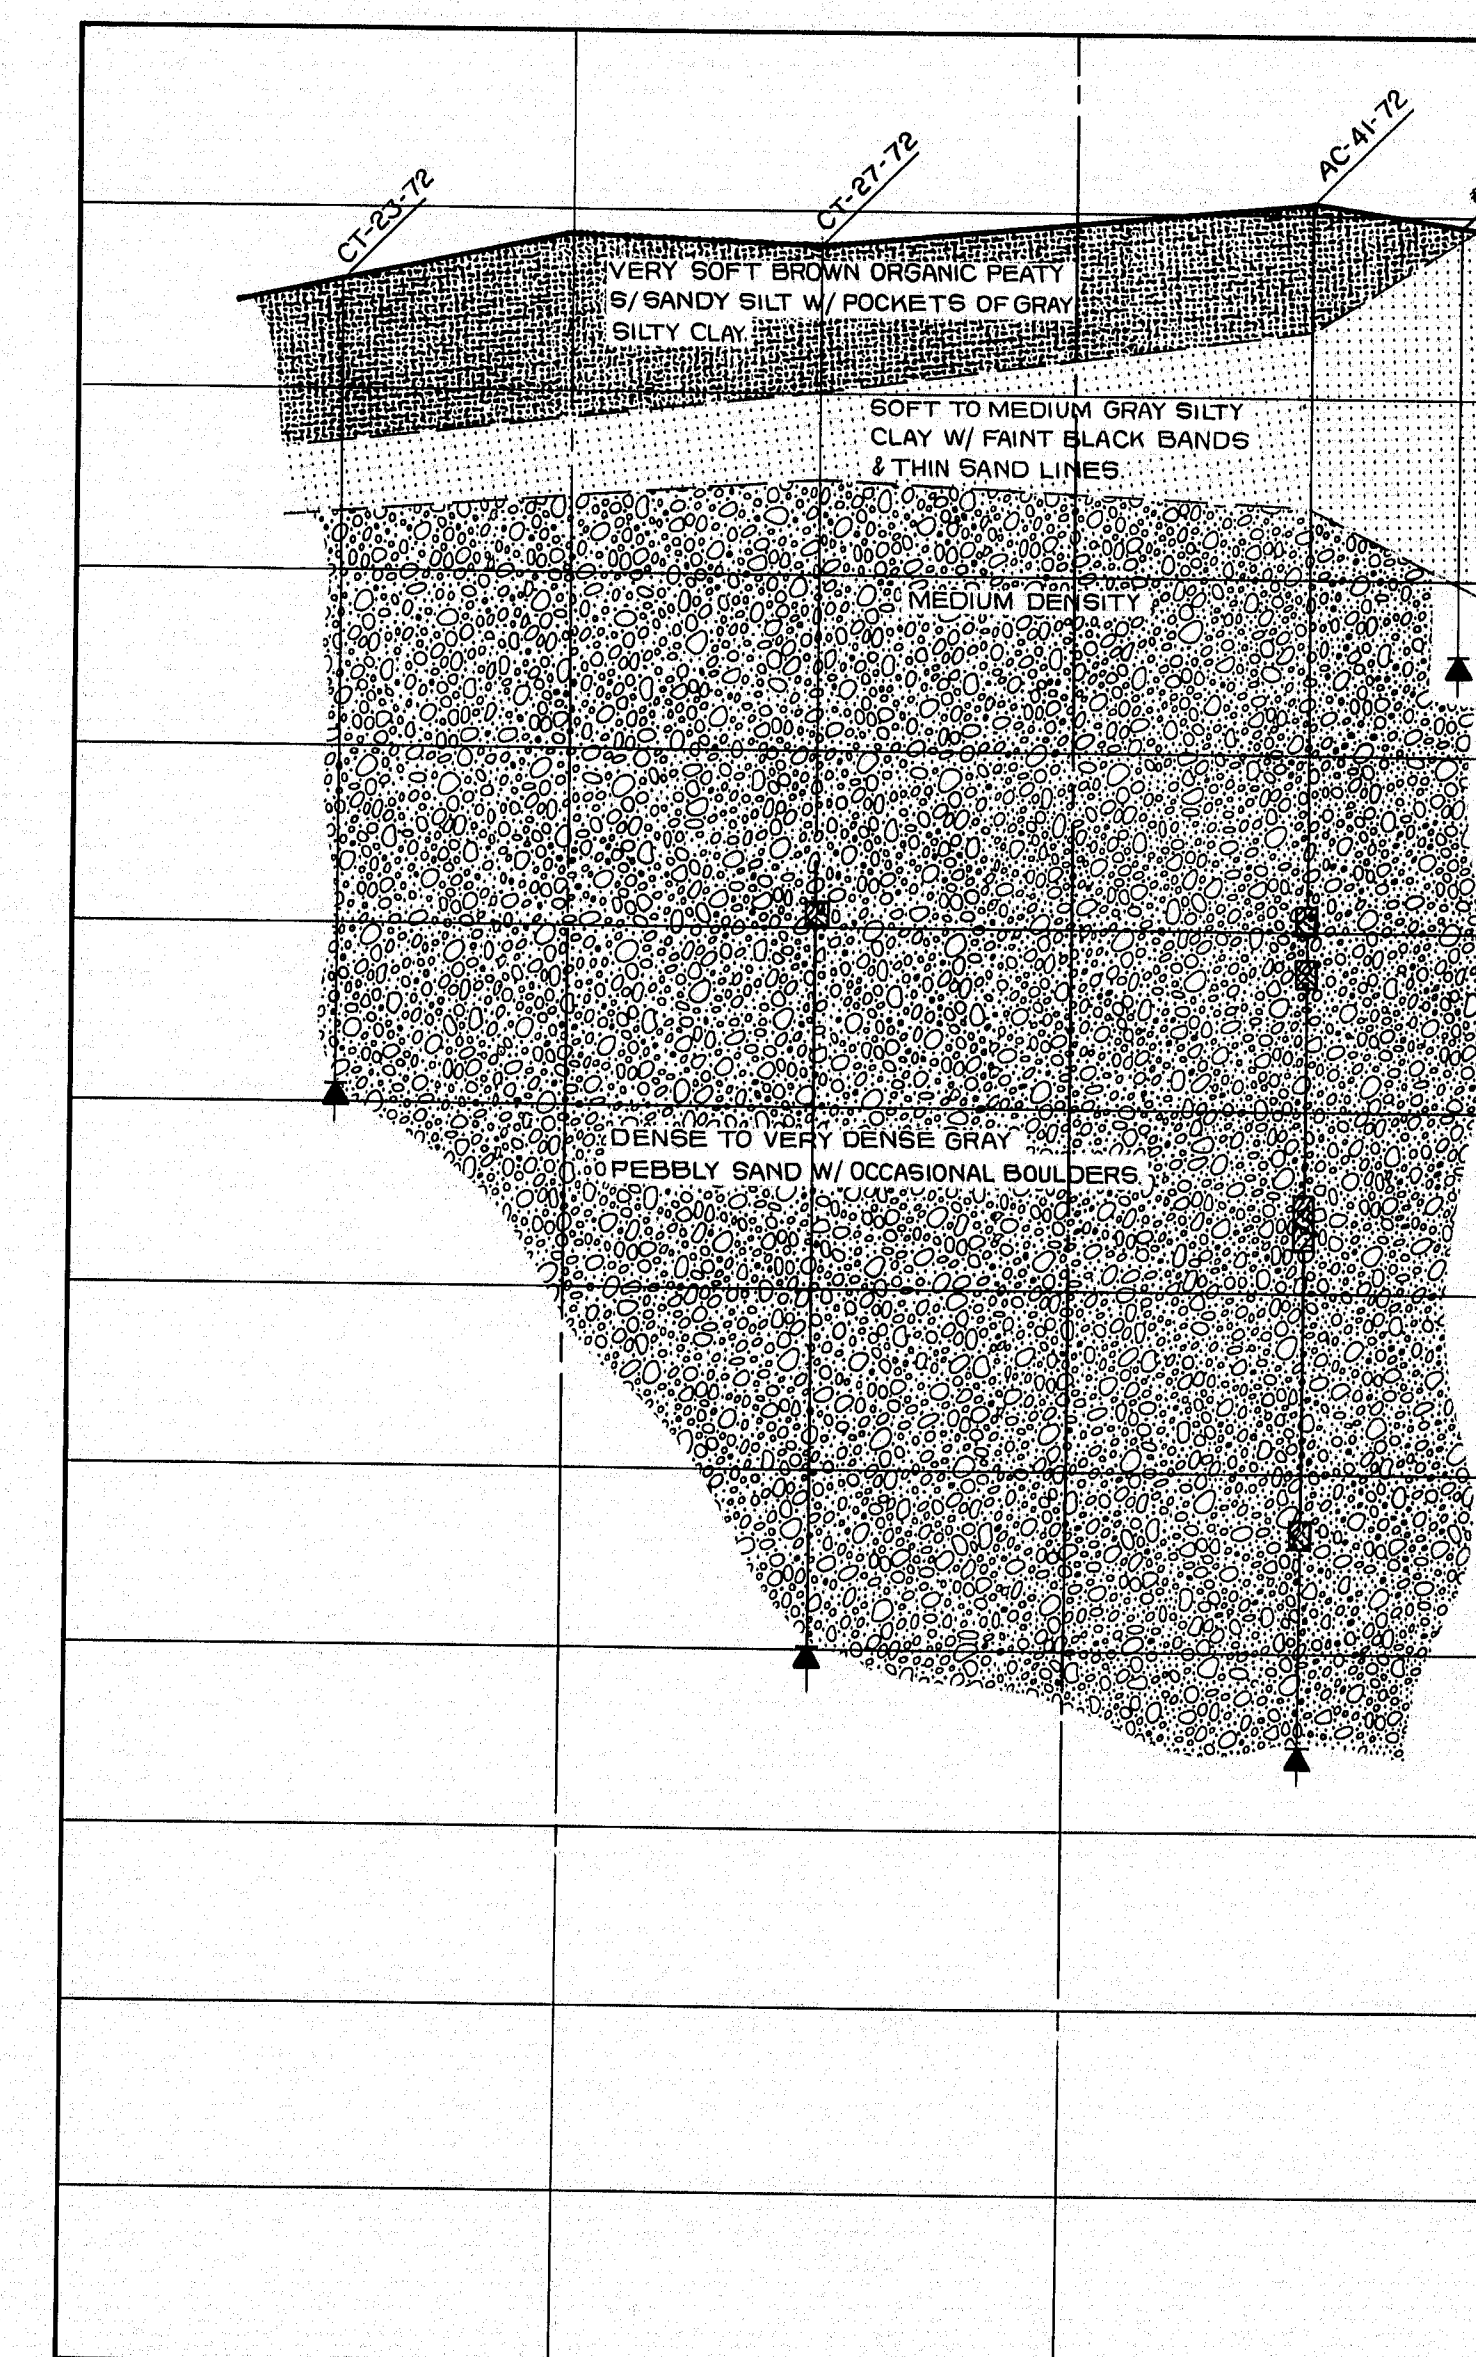 CT-23-72
CT-27-72
AC-41-72
VERY SOFT BROWN ORGANIC PEATY
S/SANDY SILT W/ POCKETS OF GRAY
SILTY CLAY.
SOFT TO MEDIUM GRAY SILTY
CLAY W/ FAINT BLACK BANDS
& THIN SAND LINES.
MEDIUM DENSITY
DENSE TO VERY DENSE GRAY
PEBBLY SAND W/ OCCASIONAL BOULDERS.